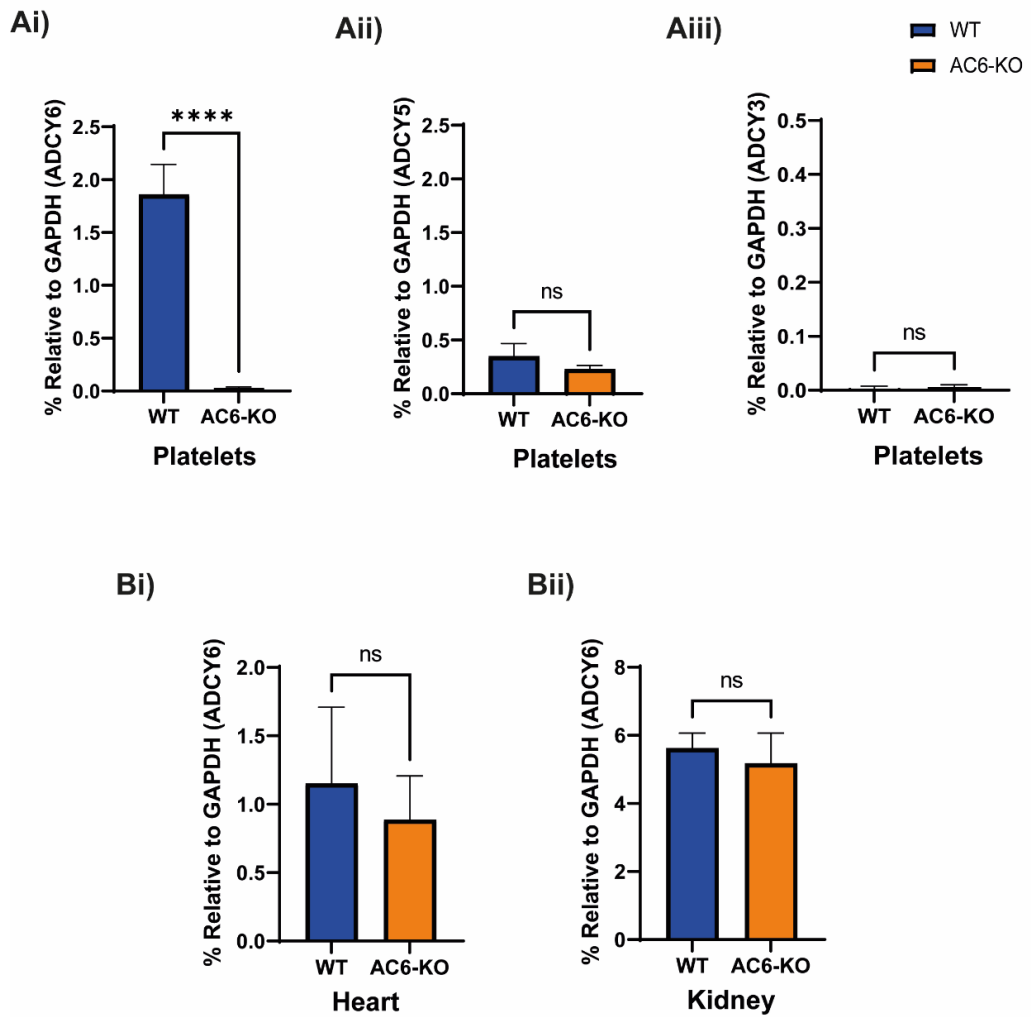 Ai)
Aii)
Aiii)
WT
AC6-KO
% Relative to GAPDH (ADCY6)
2.5
2.0
1.5
1.0
0.5
0.0
****
WT AC6-KO
Platelets
% Relative to GAPDH (ADCY5)
2.5
2.0
1.5
1.0
0.5
0.0
ns
WT AC6-KO
Platelets
% Relative to GAPDH (ADCY3)
0.5
0.4
0.3
0.2
0.1
0.0
ns
WT AC6-KO
Platelets
Bi)
Bii)
% Relative to GAPDH (ADCY6)
2.0
1.5
1.0
0.5
0.0
ns
WT AC6-KO
Heart
% Relative to GAPDH (ADCY6)
8
6
4
2
0
ns
WT AC6-KO
Kidney